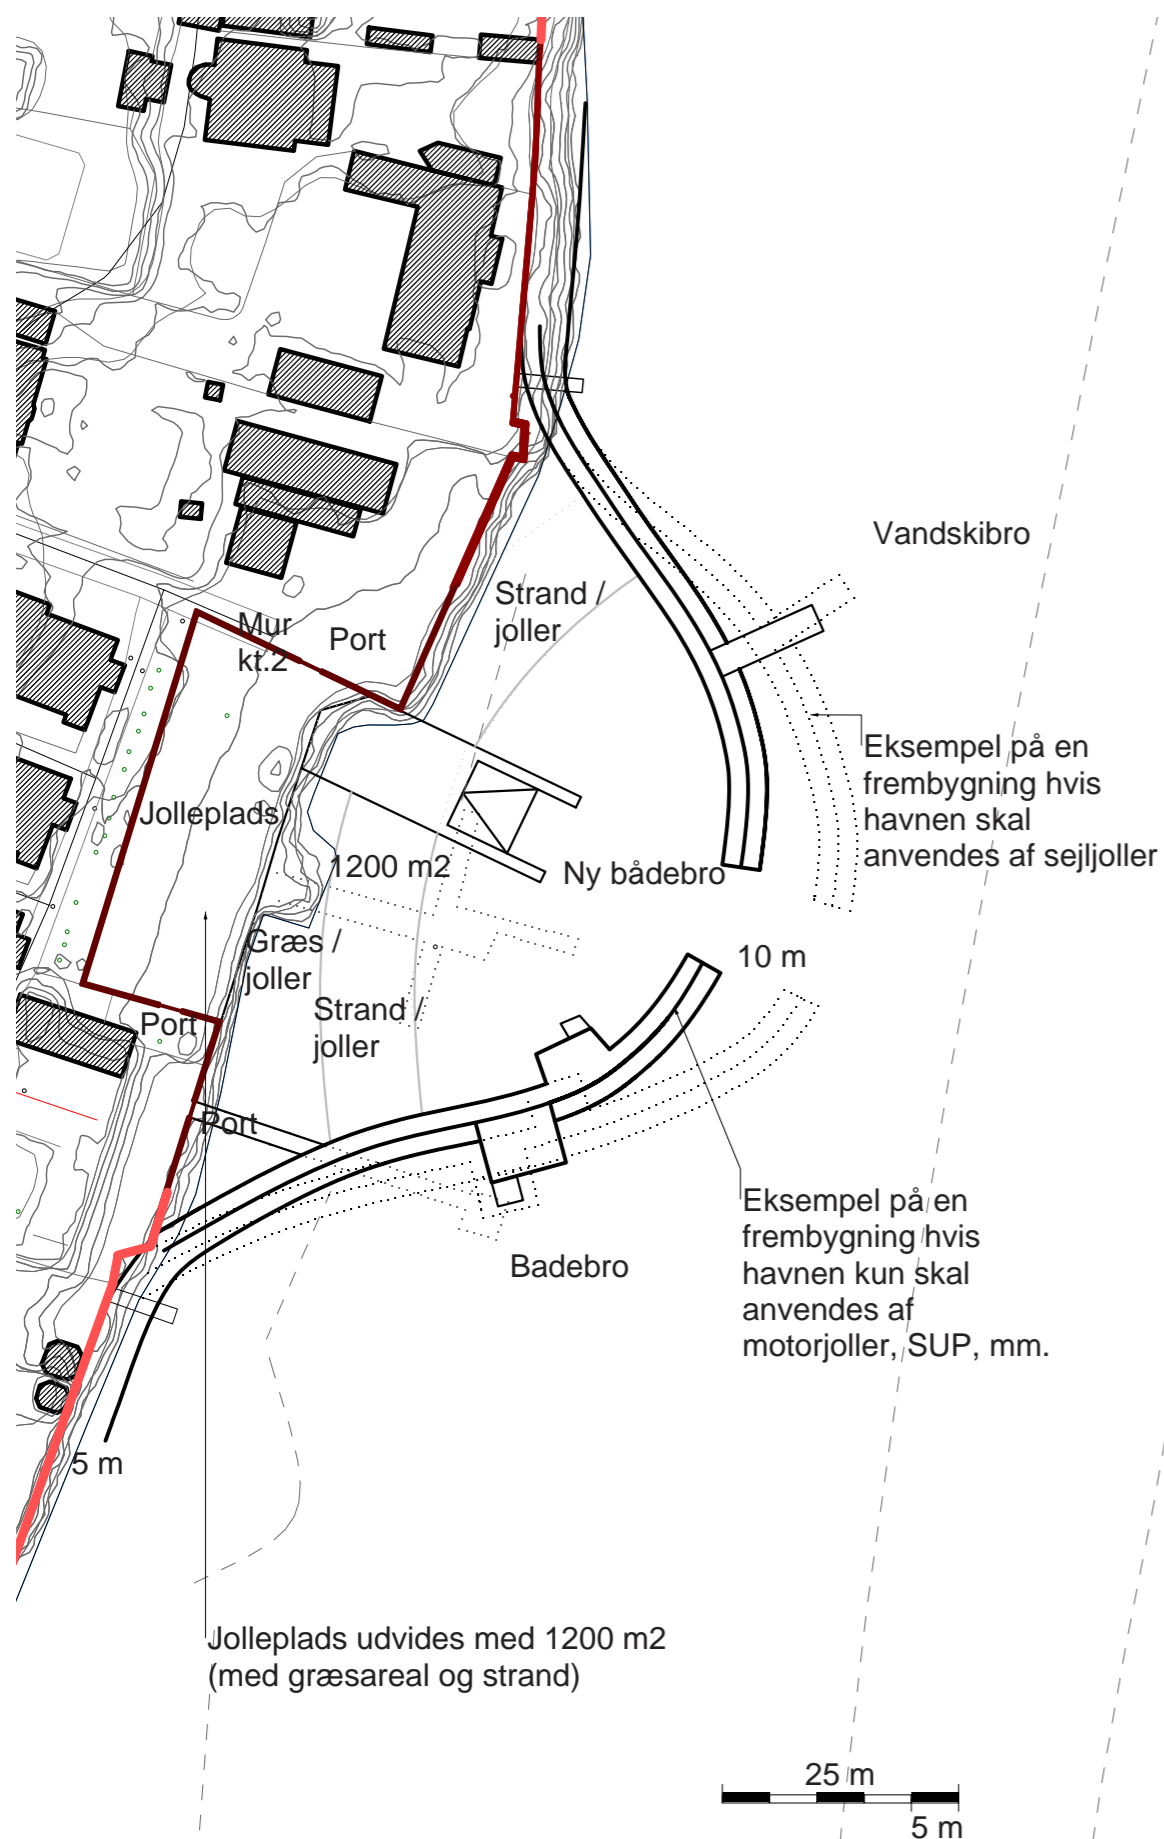 Vandskibro
Strand /
joller
Mur
kt.2
Port
Eksempel på en
frembygning hvis
havnen skal
anvendes af sejljoller
Jolleplads
1200 m2
Ny bådebro
Græs /
joller
10 m
Strand /
joller
Port
Port
Eksempel på en
frembygning hvis
havnen kun skal
anvendes af
motorjoller, SUP, mm.
Badebro
5 m
Jolleplads udvides med 1200 m2
(med græsareal og strand)
25 m
5 m